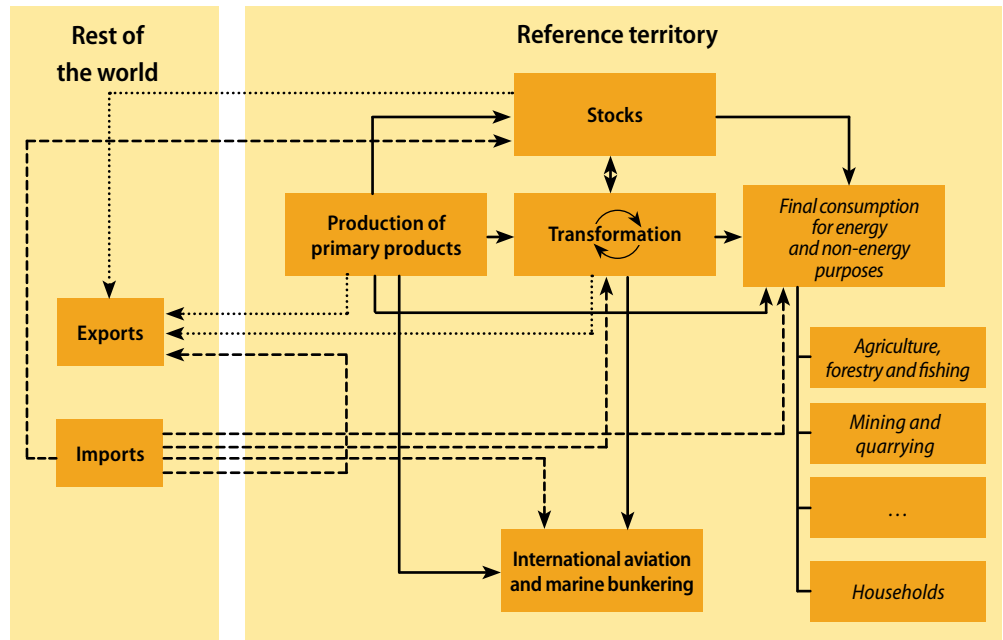 Rest of
the world
Reference territory
Stocks
Production of
primary products
Transformation
Final consumption
for energy
and non-energy
purposes
Exports
Agriculture,
forestry and fishing
Imports
Mining and
quarrying
…
International aviation
and marine bunkering
Households